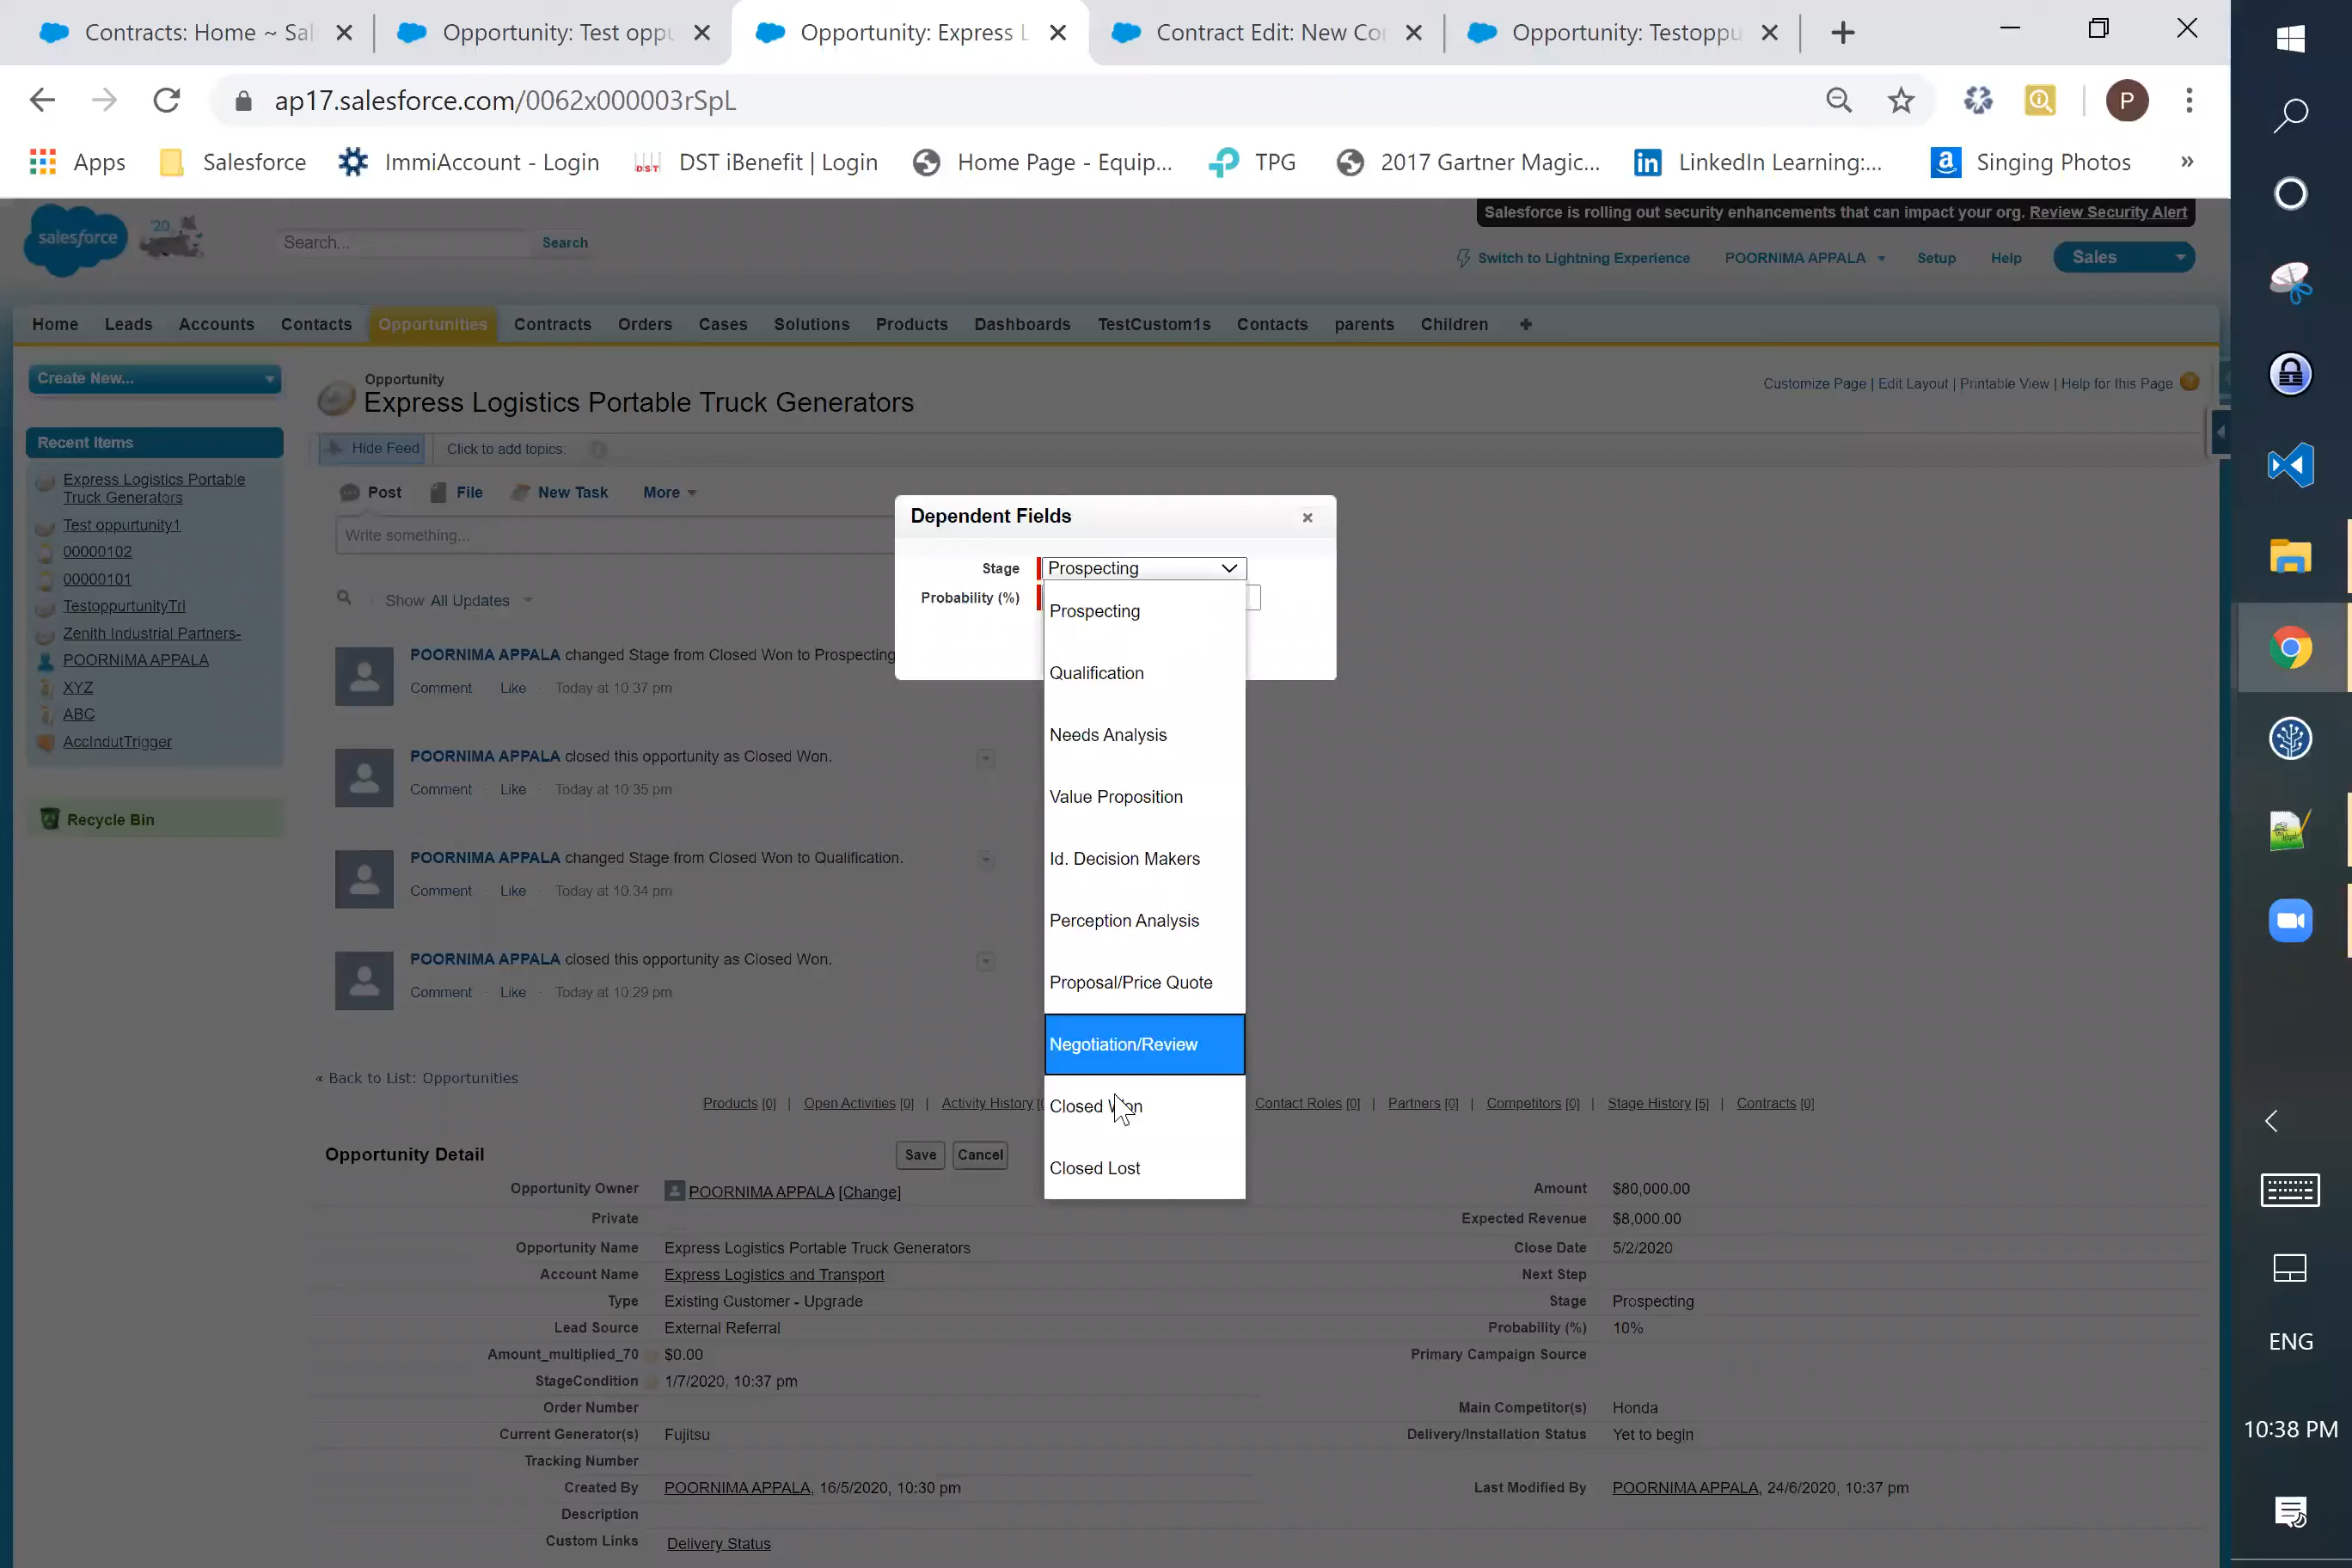 Contracts: Home ~ Sal
Opportunity: Test oppu
Opportunity: Express L
Contract Edit: New Cor
Opportunity: Testoppu
ap17.salesforce.com/0062x000003rSpL
P
Apps
Salesforce
ImmiAccount - Login
DST
DST iBenefit | Login
Home Page - Equip...
TPG
2017 Gartner Magic...
LinkedIn Learning:...
Singing Photos
»
Salesforce is rolling out security enhancements that can impact your org. Review Security Alert
salesforce
'20
Search...
Search
Switch to Lightning Experience
POORNIMA APPALA
Setup
Help
Sales
Home Leads Accounts Contacts Opportunities Contracts Orders Cases Solutions Products Dashboards TestCustom1s Contacts parents Children +
Create New...
Recent Items
Express Logistics Portable
Truck Generators
Test oppurtunity1
00000102
00000101
TestoppurtunityTri
Zenith Industrial Partners-
POORNIMA APPALA
XYZ
ABC
AccIndutTrigger
Recycle Bin
Opportunity
Express Logistics Portable Truck Generators
Customize Page | Edit Layout | Printable View | Help for this Page
Hide Feed
Click to add topics:
Post
File
New Task
More
Write something...
Show All Updates
POORNIMA APPALA changed Stage from Closed Won to Prospecting
Comment · Like · Today at 10:37 pm
POORNIMA APPALA closed this opportunity as Closed Won.
Comment · Like · Today at 10:35 pm
POORNIMA APPALA changed Stage from Closed Won to Qualification.
Comment · Like · Today at 10:34 pm
POORNIMA APPALA closed this opportunity as Closed Won.
Comment · Like · Today at 10:29 pm
Dependent Fields
Stage
Prospecting
Probability (%)
Prospecting
Qualification
Needs Analysis
Value Proposition
Id. Decision Makers
Perception Analysis
Proposal/Price Quote
Negotiation/Review
Closed Won
Closed Lost
« Back to List: Opportunities
Products [0] | Open Activities [0] | Activity History
Contact Roles [0] | Partners [0] | Competitors [0] | Stage History [5] | Contracts [0]
Opportunity Detail
Save
Cancel
Opportunity Owner POORNIMA APPALA [Change]
Amount $80,000.00
Private
Expected Revenue $8,000.00
Opportunity Name Express Logistics Portable Truck Generators
Close Date 5/2/2020
Account Name Express Logistics and Transport
Next Step
Type Existing Customer - Upgrade
Stage Prospecting
Lead Source External Referral
Probability (%) 10%
Amount_multiplied_70 $0.00
Primary Campaign Source
StageCondition 1/7/2020, 10:37 pm
Order Number
Main Competitor(s) Honda
Current Generator(s) Fujitsu
Delivery/Installation Status Yet to begin
Tracking Number
Created By POORNIMA APPALA, 16/5/2020, 10:30 pm
Last Modified By POORNIMA APPALA, 24/6/2020, 10:37 pm
Description
Custom Links Delivery Status
ENG
10:38 PM